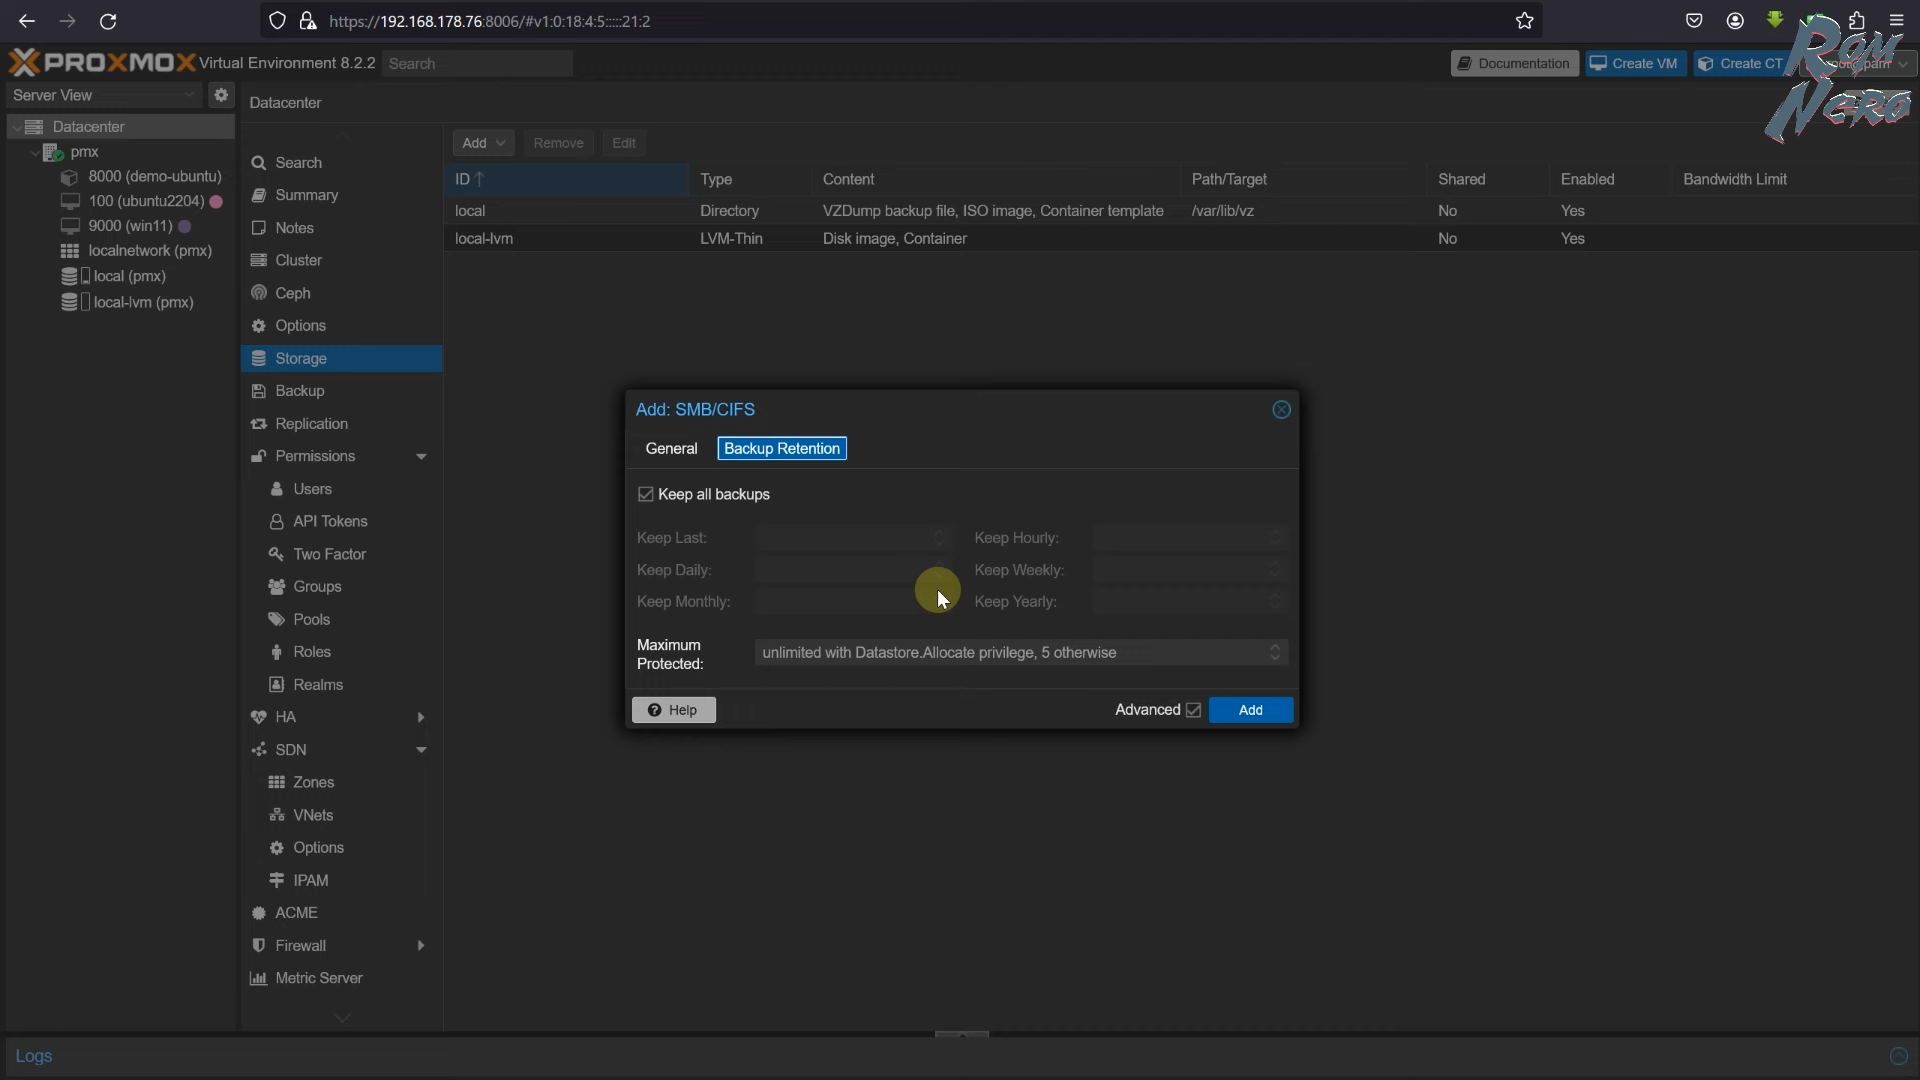 https://192.168.178.76:8006/#v1:0:18:4:5:::::21:2
PROXMOX Virtual Environment 8.2.2 Search
Documentation Create VM Create CT
Rom
Nero
Server View
Datacenter
Datacenter
pmx
8000 (demo-ubuntu)
100 (ubuntu2204)
9000 (win11)
localnetwork (pmx)
local (pmx)
local-lvm (pmx)
Search
Summary
Notes
Cluster
Ceph
Options
Storage
Backup
Replication
Permissions
Users
API Tokens
Two Factor
Groups
Pools
Roles
Realms
HA
SDN
Zones
VNets
Options
IPAM
ACME
Firewall
Metric Server
Add Remove Edit
ID Type Content Path/Target Shared Enabled Bandwidth Limit
local Directory VZDump backup file, ISO image, Container template /var/lib/vz No Yes
local-lvm LVM-Thin Disk image, Container No Yes
Add: SMB/CIFS
General Backup Retention
Keep all backups
Keep Last: Keep Hourly:
Keep Daily: Keep Weekly:
Keep Monthly: Keep Yearly:
Maximum
Protected: unlimited with Datastore.Allocate privilege, 5 otherwise
Help Advanced Add
Logs